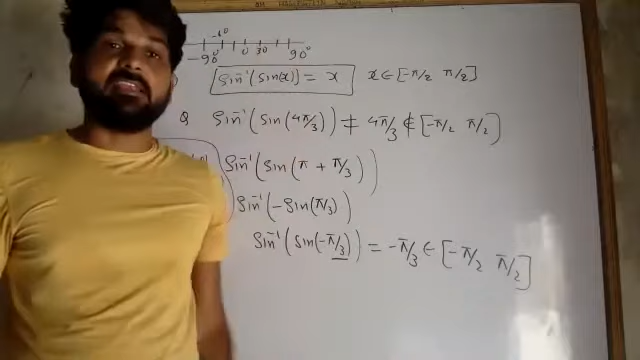 -60
-90° 0 30 90°
sin⁻¹(sin(x)) = x x ∈ [-π/2 π/2]
Q sin⁻¹(sin(4π/3)) ≠ 4π/3 ∉ [-π/2 π/2]
sin⁻¹(sin(π + π/3))
sin⁻¹(-sin(π/3))
sin⁻¹(sin(-π/3)) = -π/3 ∈ [-π/2 π/2]